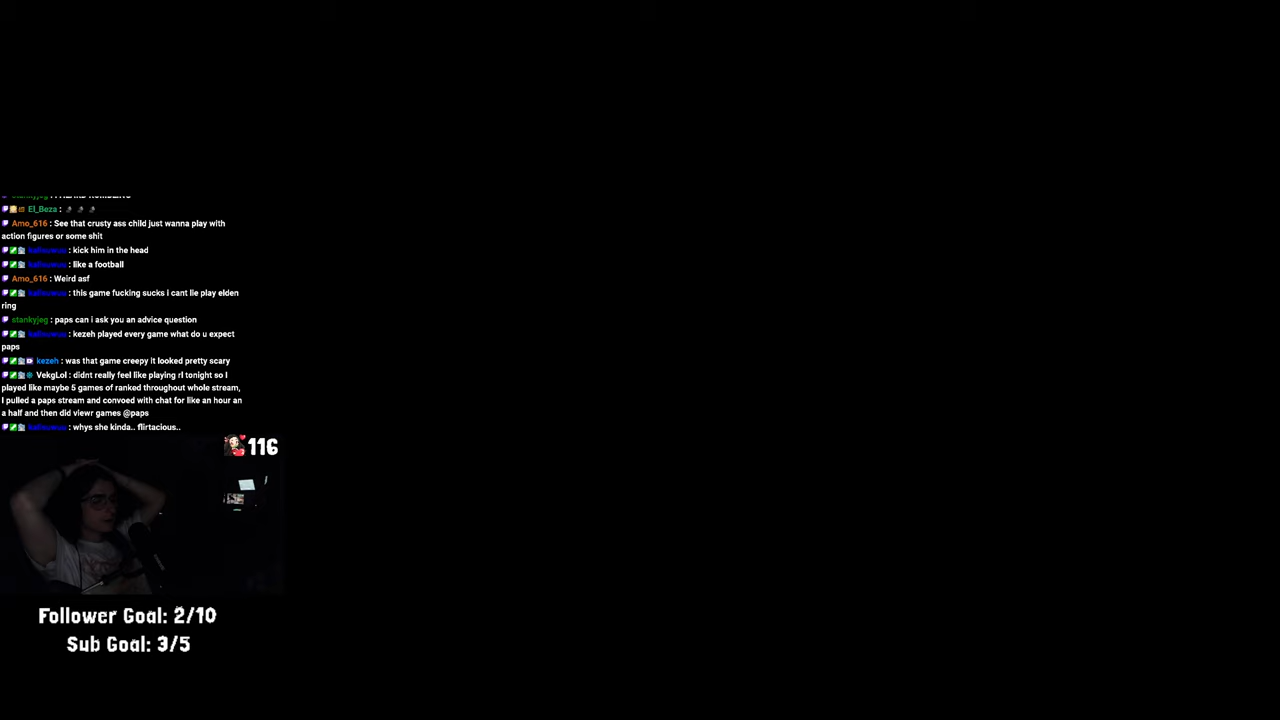 El_Beza :
Amo_616 : See that crusty ass child just wanna play with
action figures or some shit
: kick him in the head
: like a football
Amo_616 : Weird asf
: this game fucking sucks i cant lie play elden
ring
stankyjeg : paps can i ask you an advice question
: kezeh played every game what do u expect
paps
kezeh : was that game creepy it looked pretty scary
VekgLol : didnt really feel like playing rl tonight so I
played like maybe 5 games of ranked throughout whole stream,
I pulled a paps stream and convoed with chat for like an hour an
a half and then did viewr games @paps
: whys she kinda.. flirtacious..
116
Follower Goal: 2/10
Sub Goal: 3/5